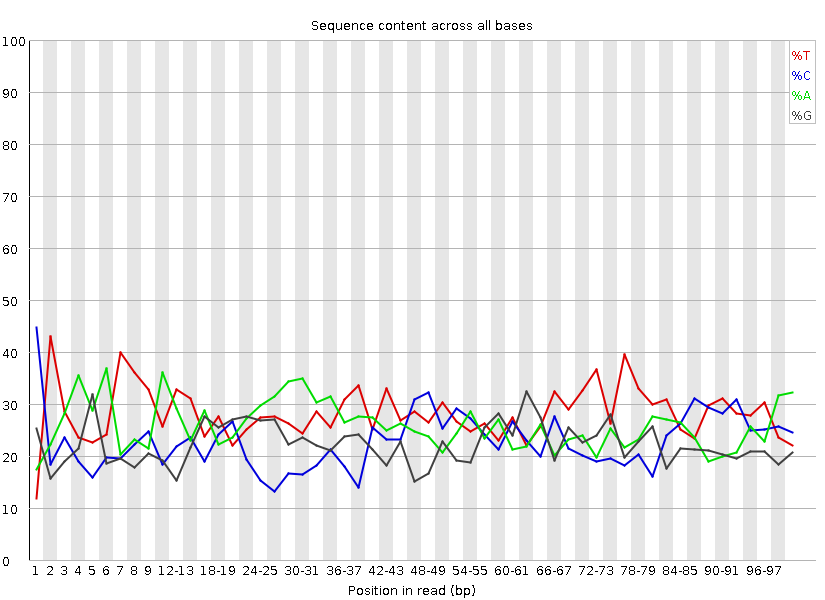 Sequence content across all bases
100
90
80
70
60
50
40
30
20
10
0
%T
%C
%A
%G
1 2 3 4 5 6 7 8 9 12-13 18-19 24-25 30-31 36-37 42-43 48-49 54-55 60-61 66-67 72-73 78-79 84-85 90-91 96-97
Position in read (bp)